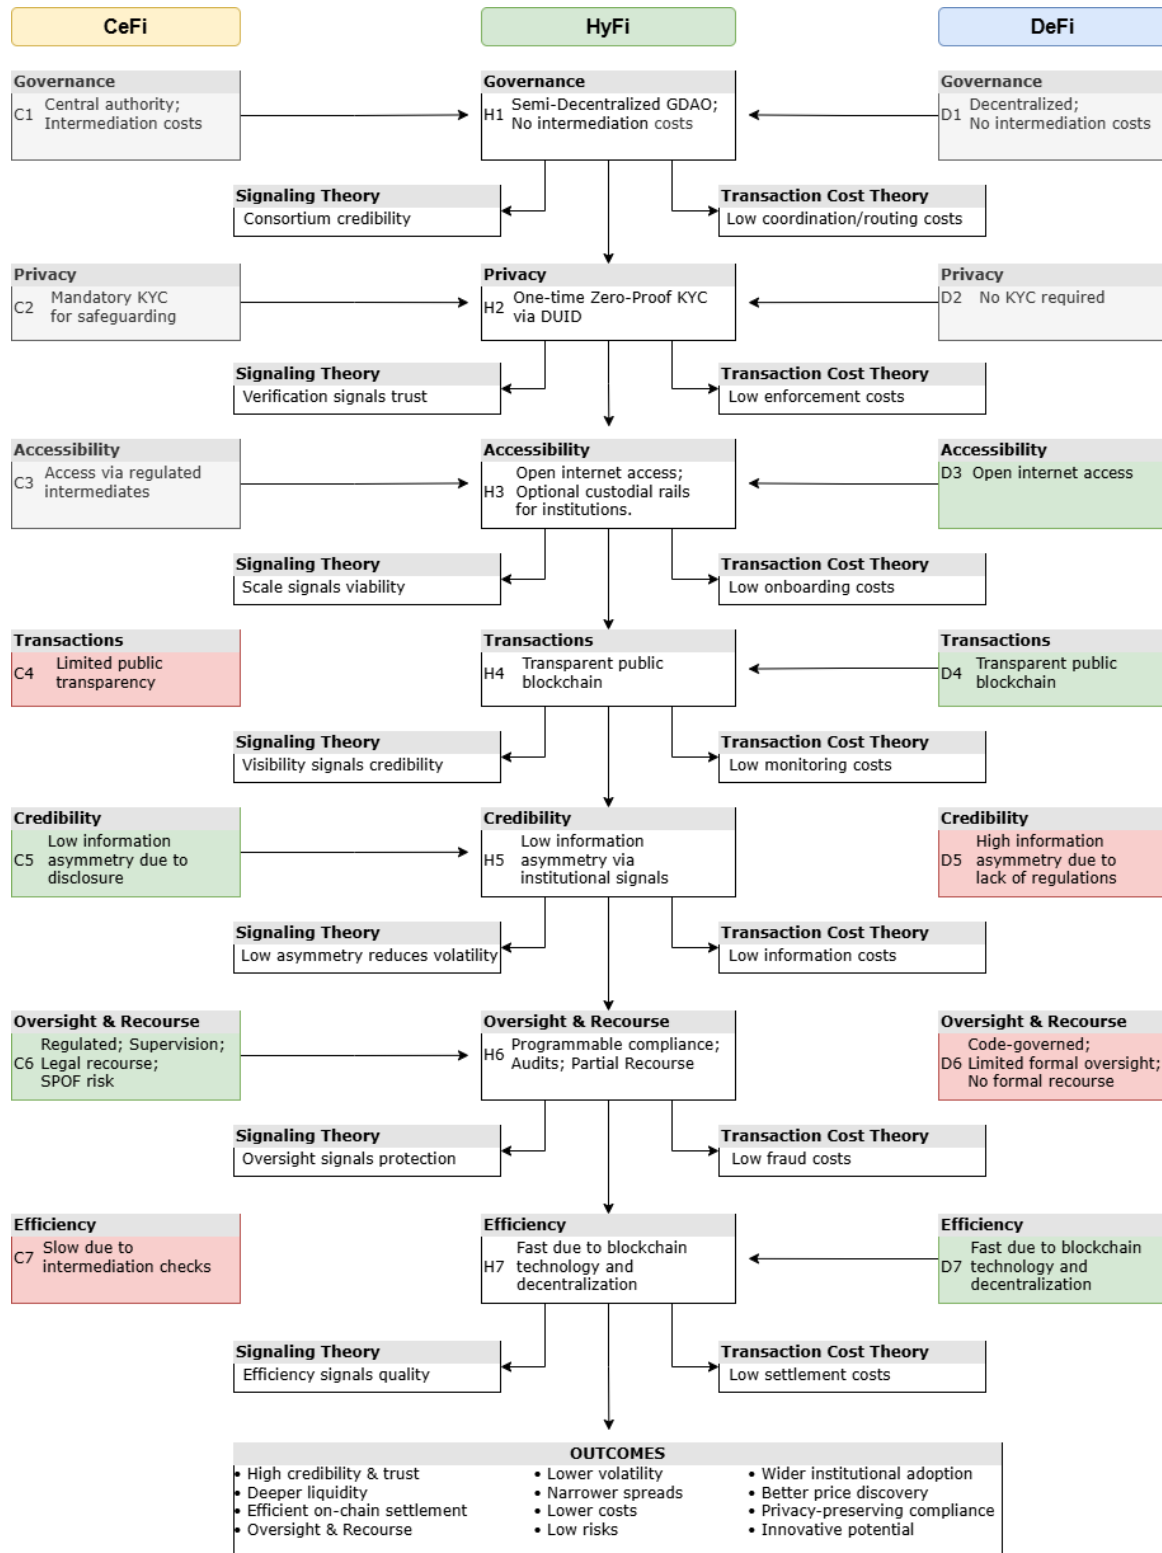 CeFi
HyFi
DeFi
Governance
C1
Central authority;
Intermediation costs
Governance
H1
Semi-Decentralized GDAO;
No intermediation costs
Governance
D1
Decentralized;
No intermediation costs
Signaling Theory
Consortium credibility
Transaction Cost Theory
Low coordination/routing costs
Privacy
C2
Mandatory KYC
for safeguarding
Privacy
H2
One-time Zero-Proof KYC
via DUID
Privacy
D2
No KYC required
Signaling Theory
Verification signals trust
Transaction Cost Theory
Low enforcement costs
Accessibility
C3
Access via regulated
intermediates
Accessibility
H3
Open internet access;
Optional custodial rails
for institutions.
Accessibility
D3
Open internet access
Signaling Theory
Scale signals viability
Transaction Cost Theory
Low onboarding costs
Transactions
C4
Limited public
transparency
Transactions
H4
Transparent public
blockchain
Transactions
D4
Transparent public
blockchain
Signaling Theory
Visibility signals credibility
Transaction Cost Theory
Low monitoring costs
Credibility
C5
Low information
asymmetry due to
disclosure
Credibility
H5
Low information
asymmetry via
institutional signals
Credibility
D5
High information
asymmetry due to
lack of regulations
Signaling Theory
Low asymmetry reduces volatility
Transaction Cost Theory
Low information costs
Oversight & Recourse
C6
Regulated; Supervision;
Legal recourse;
SPOF risk
Oversight & Recourse
H6
Programmable compliance;
Audits; Partial Recourse
Oversight & Recourse
D6
Code-governed;
Limited formal oversight;
No formal recourse
Signaling Theory
Oversight signals protection
Transaction Cost Theory
Low fraud costs
Efficiency
C7
Slow due to
intermediation checks
Efficiency
H7
Fast due to blockchain
technology and
decentralization
Efficiency
D7
Fast due to blockchain
technology and
decentralization
Signaling Theory
Efficiency signals quality
Transaction Cost Theory
Low settlement costs
OUTCOMES
• High credibility & trust
• Deeper liquidity
• Efficient on-chain settlement
• Oversight & Recourse
• Lower volatility
• Narrower spreads
• Lower costs
• Low risks
• Wider institutional adoption
• Better price discovery
• Privacy-preserving compliance
• Innovative potential